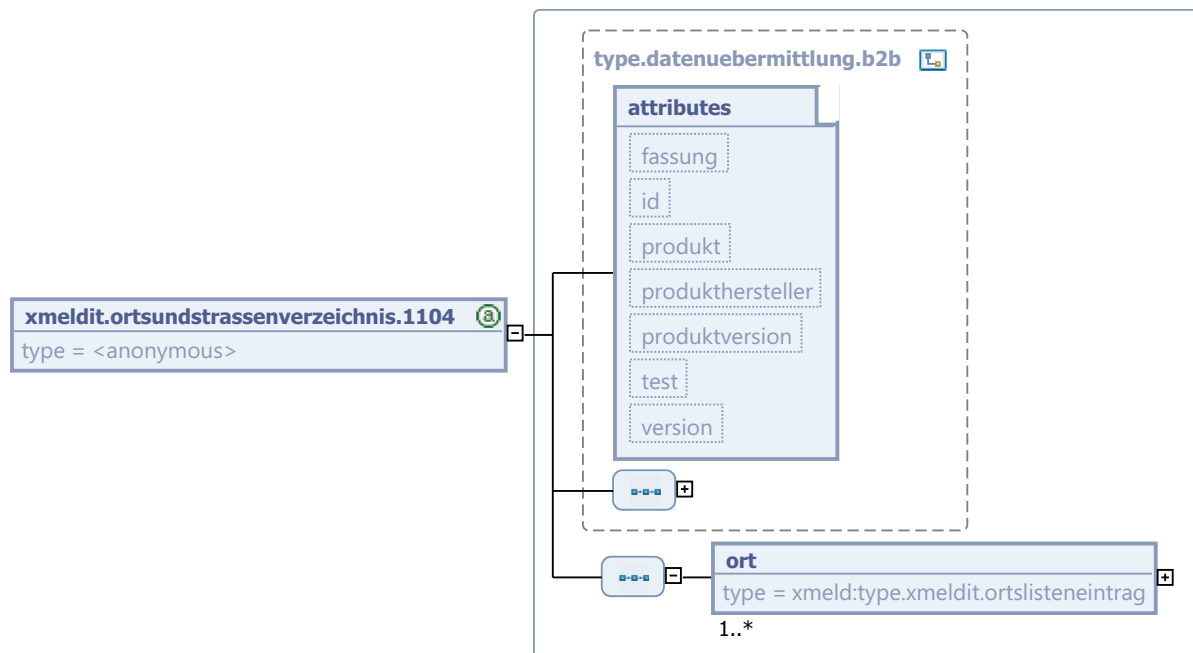 type.datenuebermittlung.b2b
attributes
fassung
id
produkt
produkthersteller
produktversion
test
version
xmeldit.ortsundstrassenverzeichnis.1104 a
type = <anonymous>
ort
type = xmeld:type.xmeldit.ortslisteneintrag
1..*